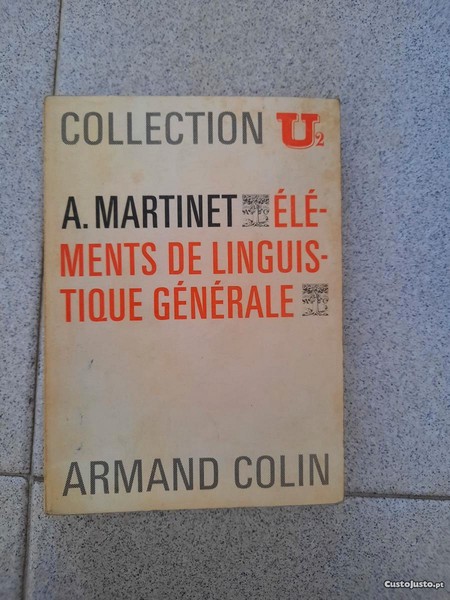 COLLECTION U2
A. MARTINET ÉLÉ-
MENTS DE LINGUIS-
TIQUE GÉNÉRALE
ARMAND COLIN
CustoJusto.pt